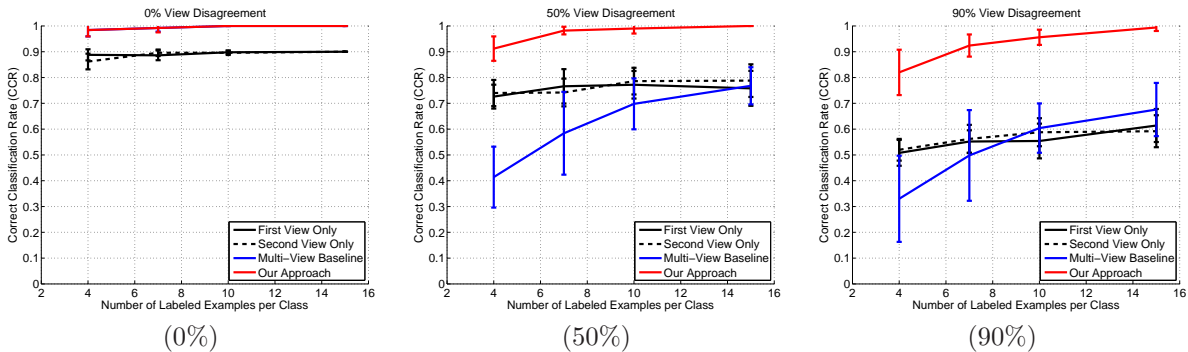 0% View Disagreement
1
0.9
0.8
0.7
0.6
0.5
0.4
0.3
0.2
0.1
0
Correct Classification Rate (CCR)
First View Only
Second View Only
Multi−View Baseline
Our Approach
2 4 6 8 10 12 14 16
Number of Labeled Examples per Class
(0%)
50% View Disagreement
1
0.9
0.8
0.7
0.6
0.5
0.4
0.3
0.2
0.1
0
Correct Classification Rate (CCR)
First View Only
Second View Only
Multi−View Baseline
Our Approach
2 4 6 8 10 12 14 16
Number of Labeled Examples per Class
(50%)
90% View Disagreement
1
0.9
0.8
0.7
0.6
0.5
0.4
0.3
0.2
0.1
0
Correct Classification Rate (CCR)
First View Only
Second View Only
Multi−View Baseline
Our Approach
2 4 6 8 10 12 14 16
Number of Labeled Examples per Class
(90%)